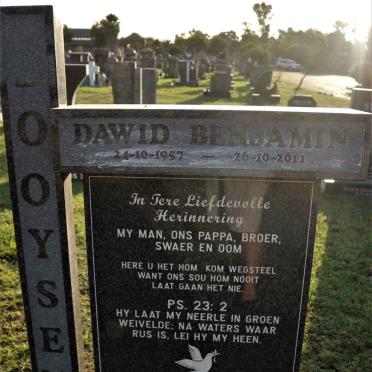 OOYSE
DAWID BENJAMIN
24-10-1957 — 26-10-2011
In Tere Liefdevolle
Herinnering
MY MAN, ONS PAPPA, BROER,
SWAER EN OOM
HERE U HET HOM KOM WEGSTEEL
WANT ONS SOU HOM NOOIT
LAAT GAAN HET NIE.
PS. 23: 2
HY LAAT MY NEERLE IN GROEN
WEIVELDE; NA WATERS WAAR
RUS IS, LEI HY MY HEEN.